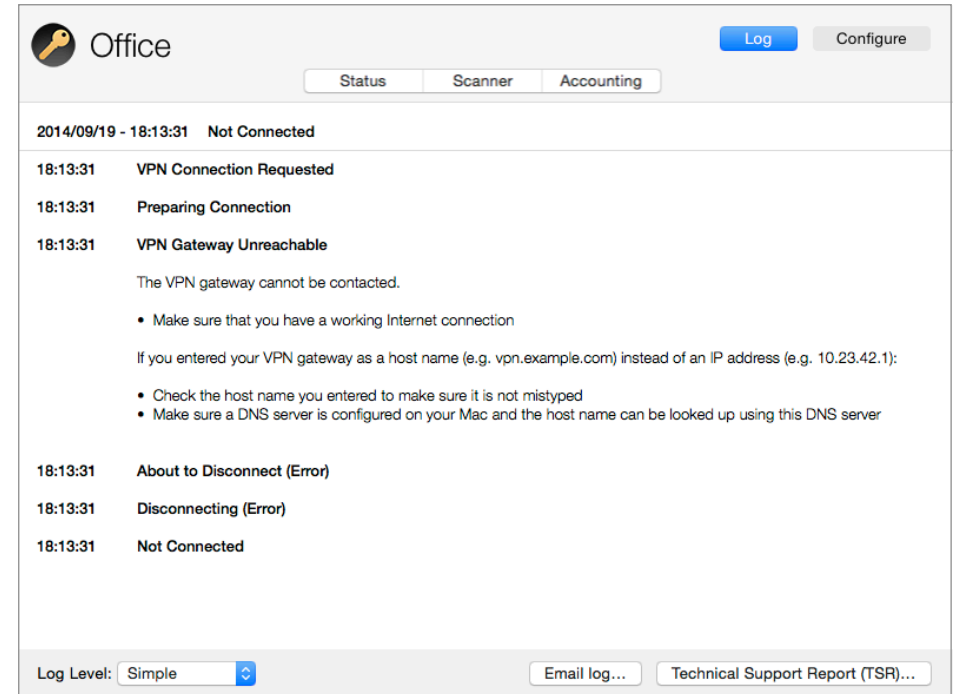 Office
Log
Configure
Status
Scanner
Accounting
2014/09/19 - 18:13:31 Not Connected
18:13:31 VPN Connection Requested
18:13:31 Preparing Connection
18:13:31 VPN Gateway Unreachable
The VPN gateway cannot be contacted.
• Make sure that you have a working Internet connection
If you entered your VPN gateway as a host name (e.g. vpn.example.com) instead of an IP address (e.g. 10.23.42.1):
• Check the host name you entered to make sure it is not mistyped
• Make sure a DNS server is configured on your Mac and the host name can be looked up using this DNS server
18:13:31 About to Disconnect (Error)
18:13:31 Disconnecting (Error)
18:13:31 Not Connected
Log Level: Simple
Email log...
Technical Support Report (TSR)...